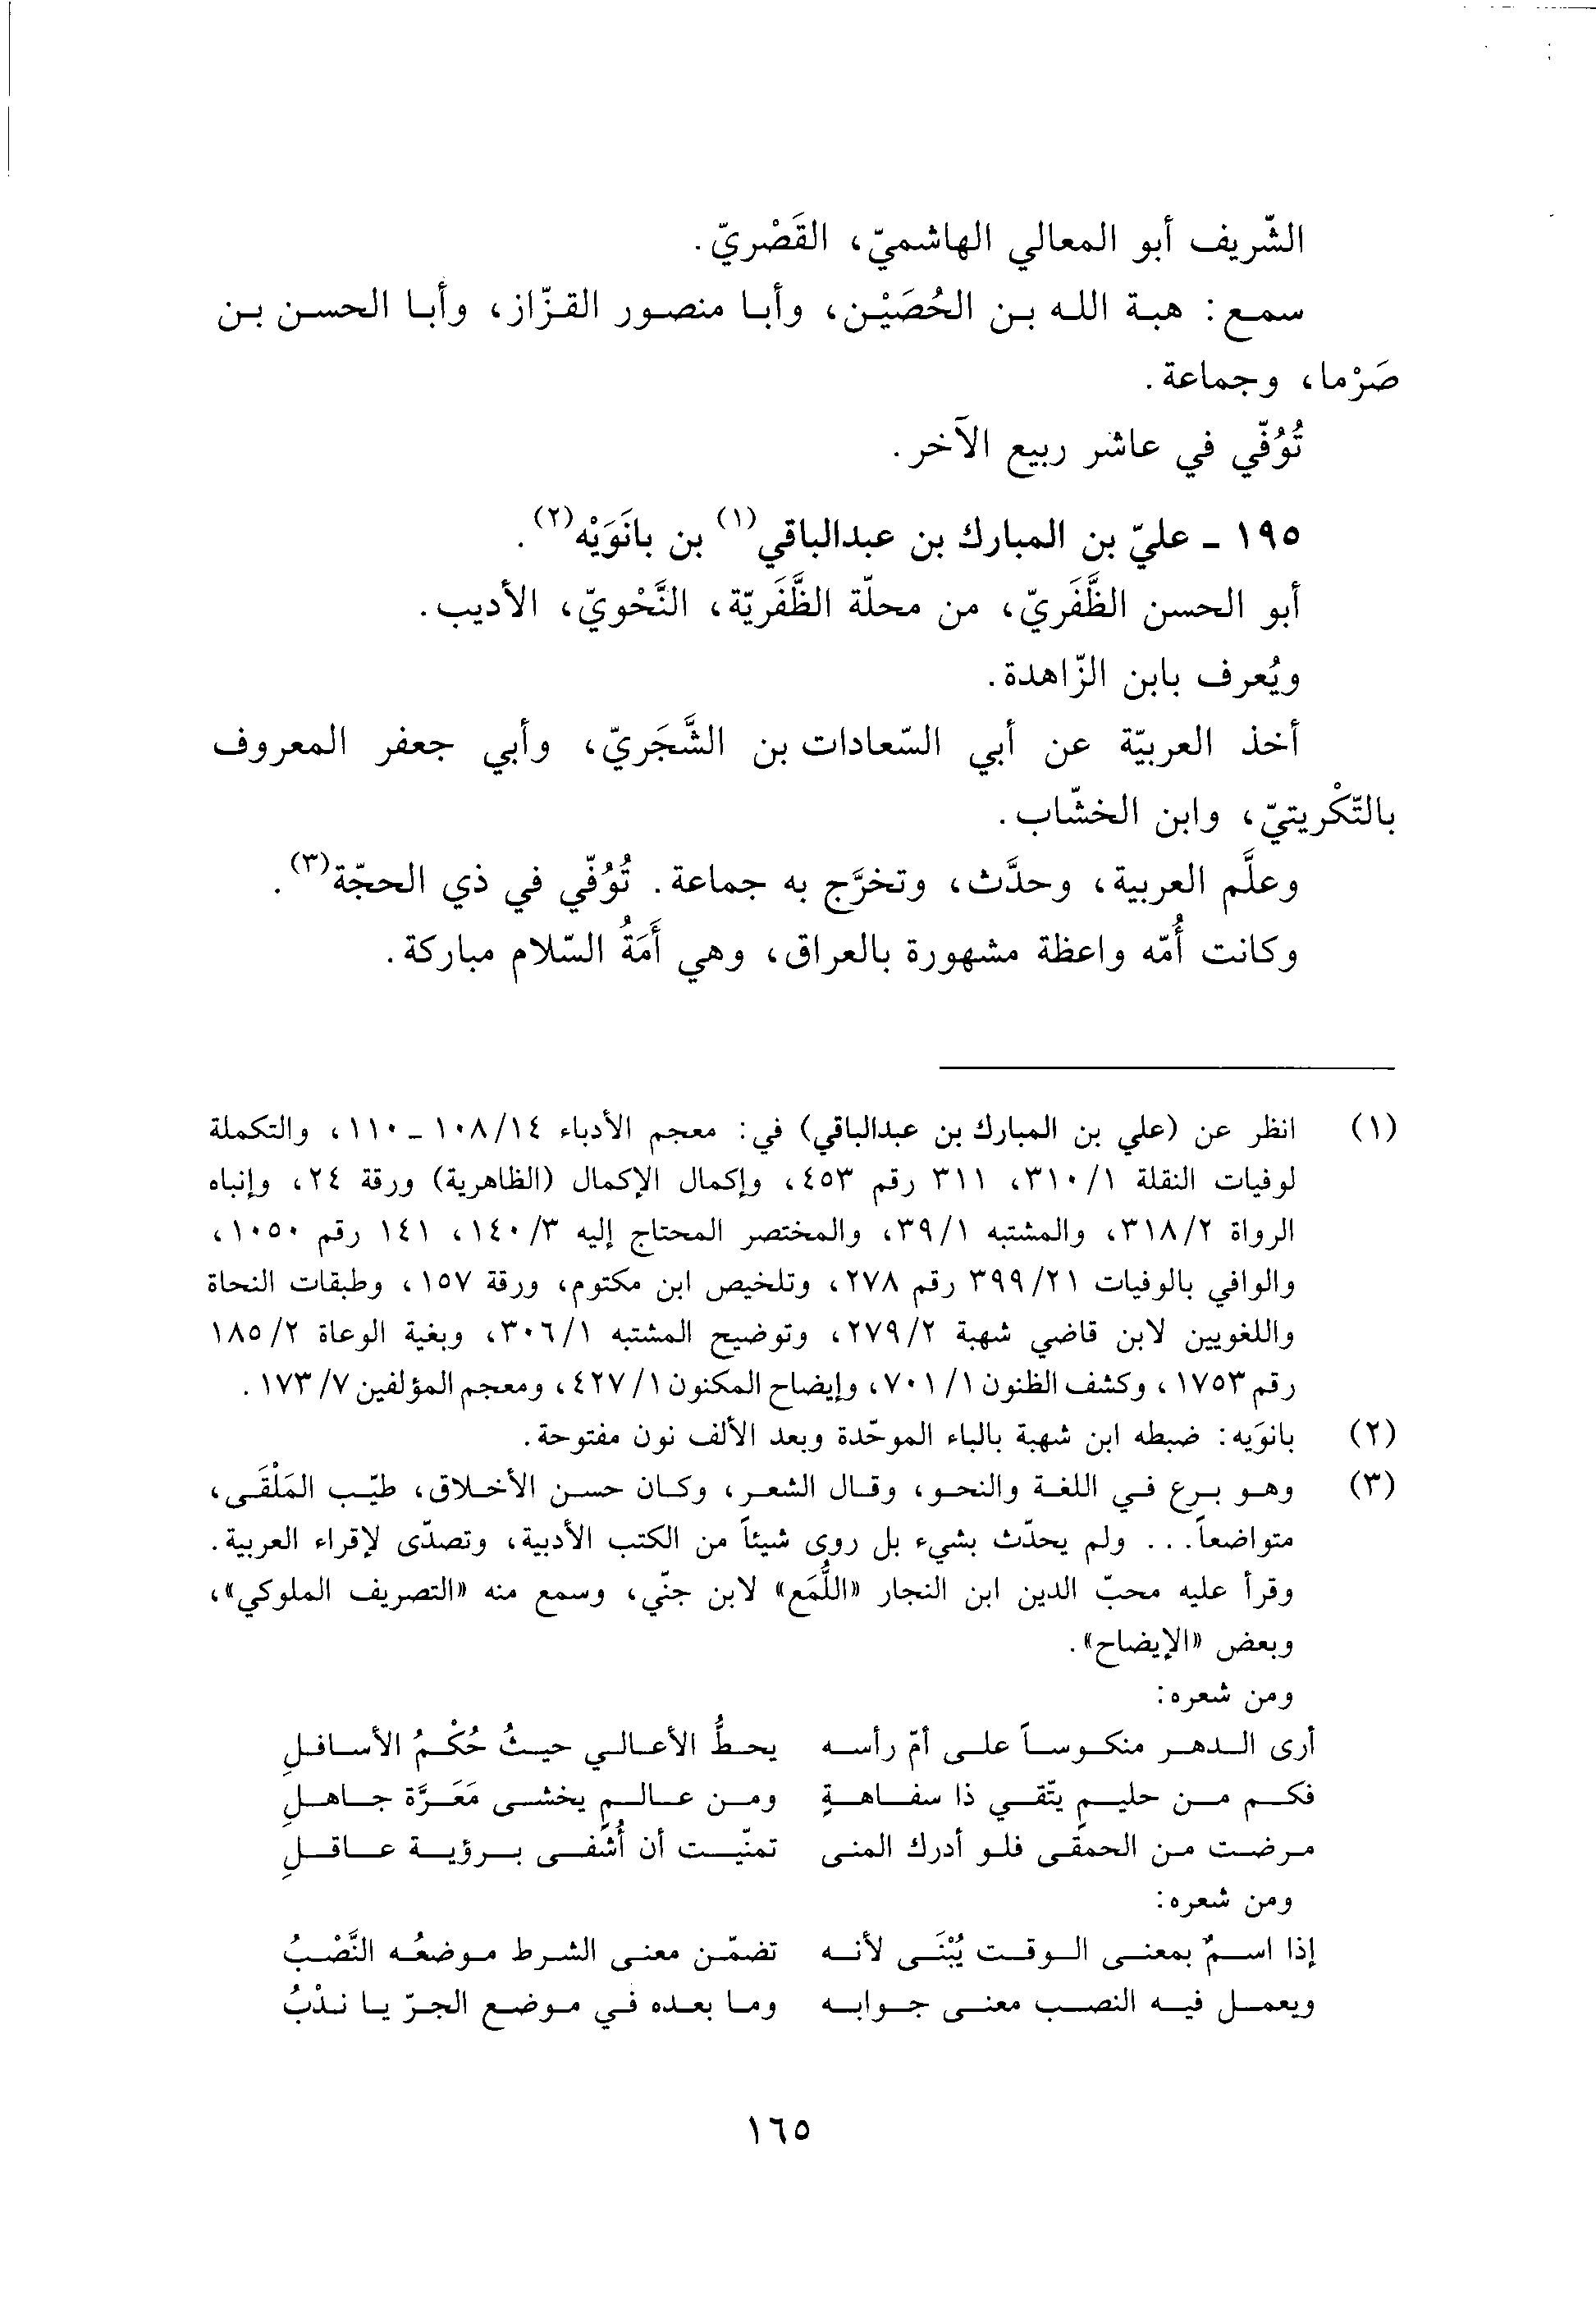 الشّريف أبو المعالي الهاشميّ، القَصْريّ.
سمع: هبة الله بن الحُصَيْن، وأبا منصور القزّاز، وأبا الحسن بن
صَرْما، وجماعة.
تُوُفّي في عاشر ربيع الآخر.
١٩٥ ـ عليّ بن المبارك بن عبدالباقي(١) بن بانَوَيْه(٢).
أبو الحسن الظَّفَريّ، من محلّة الظَّفَريّة، النَّحْويّ، الأديب.
ويُعرف بابن الزّاهدة.
أخذ العربيّة عن أبي السّعادات بن الشَّجَريّ، وأبي جعفر المعروف
بالتّكْريتيّ، وابن الخشّاب.
وعلَّم العربية، وحدَّث، وتخرَّج به جماعة. تُوُفّي في ذي الحجّة(٣).
وكانت أُمّه واعظة مشهورة بالعراق، وهي أَمَةُ السّلام مباركة.
(١) انظر عن (علي بن المبارك بن عبدالباقي) في: معجم الأدباء ١٠٨/١٤ ـ ١١٠، والتكملة
لوفيات النقلة ٣١٠/١، ٣١١ رقم ٤٥٣، وإكمال الإكمال (الظاهرية) ورقة ٢٤، وإنباه
الرواة ٣١٨/٢، والمشتبه ٣٩/١، والمختصر المحتاج إليه ١٤٠/٣، ١٤١ رقم ١٠٥٠،
والوافي بالوفيات ٣٩٩/٢١ رقم ٢٧٨، وتلخيص ابن مكتوم، ورقة ١٥٧، وطبقات النحاة
واللغويين لابن قاضي شهبة ٢٧٩/٢، وتوضيح المشتبه ٣٠٦/١، وبغية الوعاة ١٨٥/٢
رقم ١٧٥٣، وكشف الظنون ٧٠١/١، وإيضاح المكنون ٤٢٧/١، ومعجم المؤلفين ١٧٣/٧.
(٢) بانوَيه: ضبطه ابن شهبة بالباء الموحّدة وبعد الألف نون مفتوحة.
(٣) وهو برع في اللغة والنحو، وقال الشعر، وكان حسن الأخلاق، طيّب المَلْقَى،
متواضعاً... ولم يحدّث بشيء بل روى شيئاً من الكتب الأدبية، وتصدّى لإقراء العربية.
وقرأ عليه محبّ الدين ابن النجار «اللُّمَع» لابن جنّي، وسمع منه «التصريف الملوكي»،
وبعض «الإيضاح».
ومن شعره:
أرى الدهر منكوساً على أمّ رأسه يحطُّ الأعالي حيثُ حُكْمُ الأسافلِ
فكم من حليمٍ يتّقي ذا سفاهةٍ ومن عالمٍ يخشى مَعَرَّة جاهلِ
مرضت من الحمقى فلو أدرك المنى تمنّيت أن أُشفى برؤية عاقلِ
ومن شعره:
إذا اسمٌ بمعنى الوقت يُبْنَى لأنه تضمّن معنى الشرط موضعُه النَّصْبُ
ويعمل فيه النصب معنى جوابه وما بعده في موضع الجرّ يا ندْبُ
١٦٥